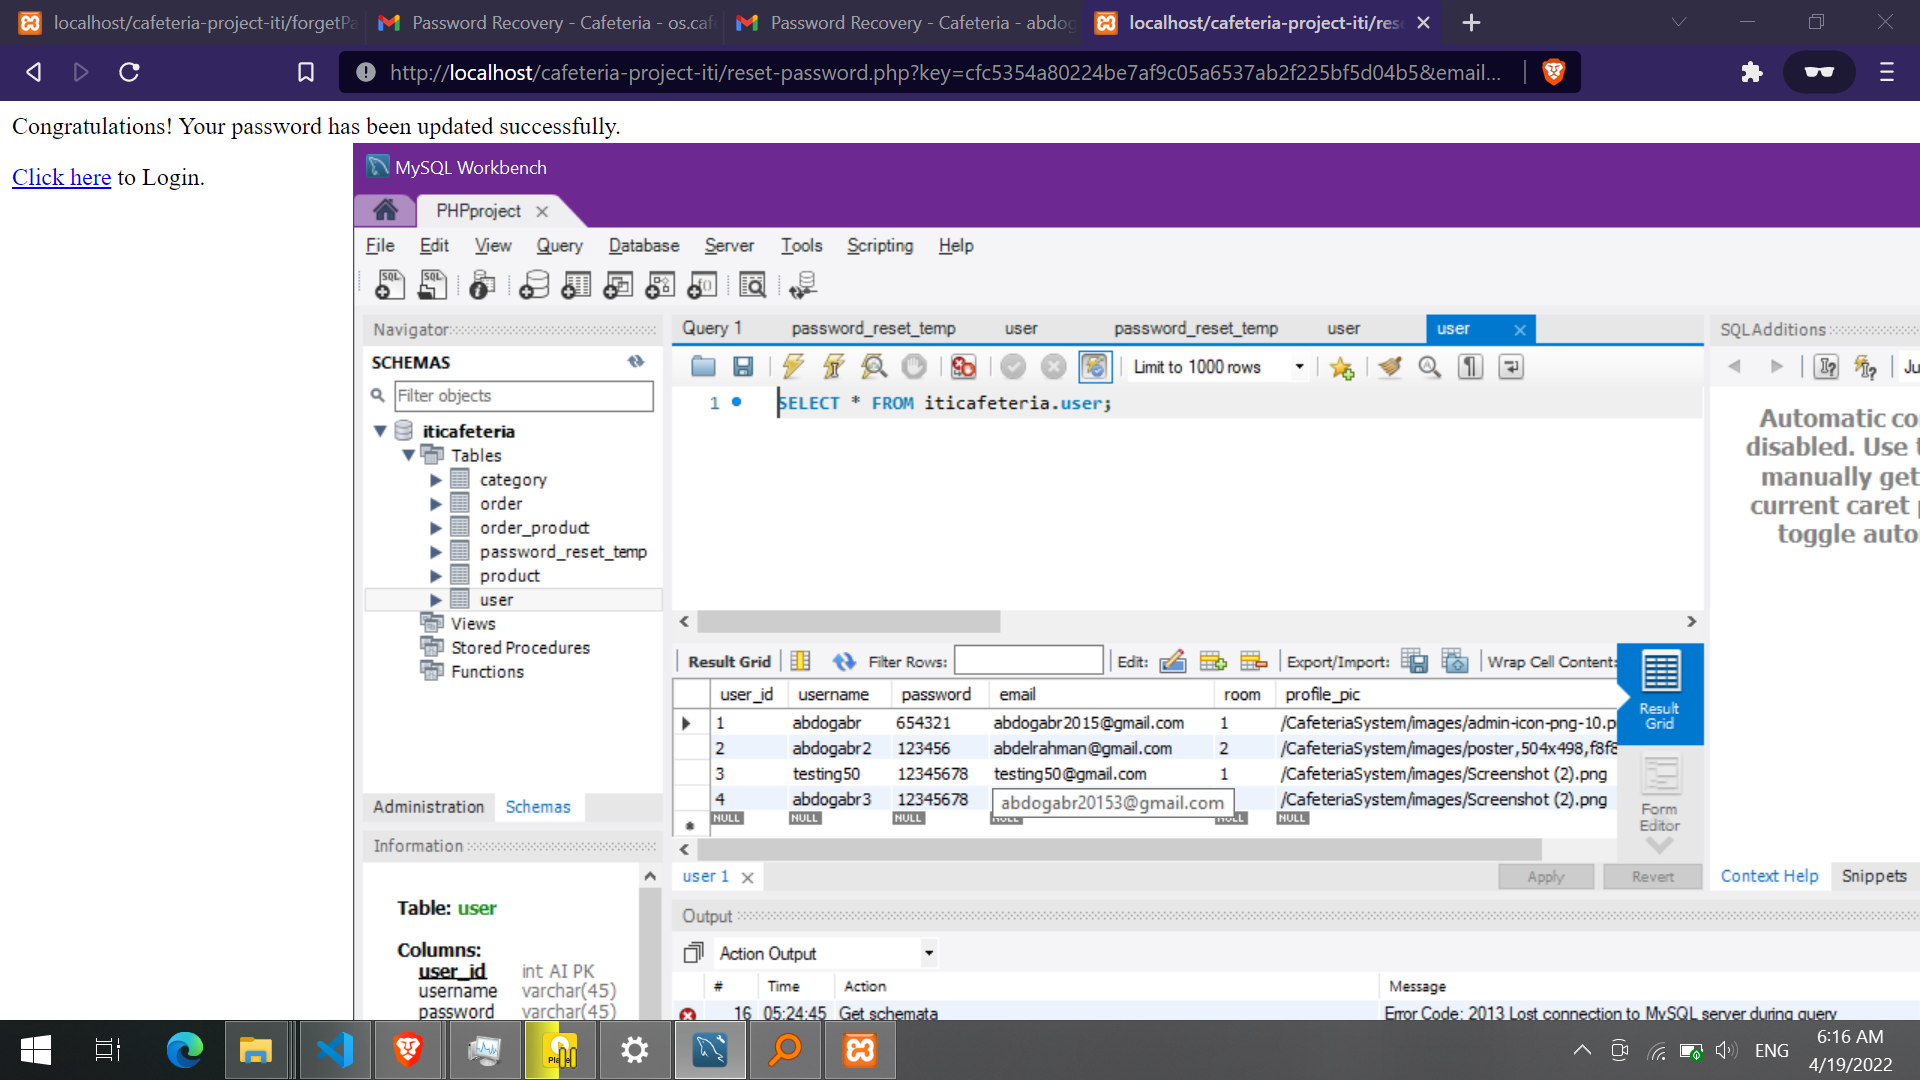 localhost/cafeteria-project-iti/forgetPa
Password Recovery - Cafeteria - os.caf
Password Recovery - Cafeteria - abdog
localhost/cafeteria-project-iti/res
http://localhost/cafeteria-project-iti/reset-password.php?key=cfc5354a80224be7af9c05a6537ab2f225bf5d04b5&email...
Congratulations! Your password has been updated successfully.
Click here to Login.
MySQL Workbench
PHPproject
File Edit View Query Database Server Tools Scripting Help
Navigator
SCHEMAS
Filter objects
iticafeteria
Tables
category
order
order_product
password_reset_temp
product
user
Views
Stored Procedures
Functions
Administration Schemas
Information
Table: user
Columns:
user_id int AI PK
username varchar(45)
password varchar(45)
Query 1 password_reset_temp user password_reset_temp user user
Limit to 1000 rows
1 SELECT * FROM iticafeteria.user;
Result Grid Filter Rows: Edit: Export/Import: Wrap Cell Content:
user_id username password email room profile_pic
1 abdogabr 654321 abdogabr2015@gmail.com 1 /CafeteriaSystem/images/admin-icon-png-10.p
2 abdogabr2 123456 abdelrahman@gmail.com 2 /CafeteriaSystem/images/poster,504x498,f8f8
3 testing50 12345678 testing50@gmail.com 1 /CafeteriaSystem/images/Screenshot (2).png
4 abdogabr3 12345678 abdogabr20153@gmail.com /CafeteriaSystem/images/Screenshot (2).png
NULL NULL NULL NULL NULL NULL
Result Grid
Form Editor
user 1
Apply Revert
Output
Action Output
# Time Action Message
16 05:24:45 Get schemata Error Code: 2013 Lost connection to MySQL server during query
SQLAdditions
Ju
Automatic co
disabled. Use t
manually get
current caret p
toggle auto
Context Help Snippets
ENG
6:16 AM
4/19/2022